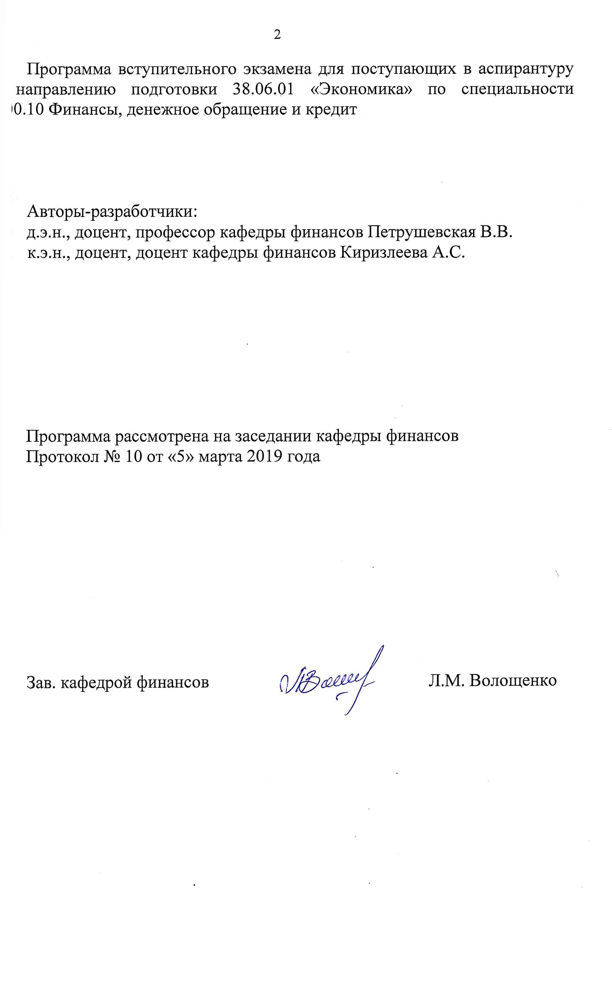 2
Программа вступительного экзамена для поступающих в аспирантуру
направлению подготовки 38.06.01 «Экономика» по специальности
0.10 Финансы, денежное обращение и кредит
Авторы-разработчики:
д.э.н., доцент, профессор кафедры финансов Петрушевская В.В.
к.э.н., доцент, доцент кафедры финансов Киризлеева А.С.
Программа рассмотрена на заседании кафедры финансов
Протокол № 10 от «5» марта 2019 года
Зав. кафедрой финансов Л.М. Волощенко